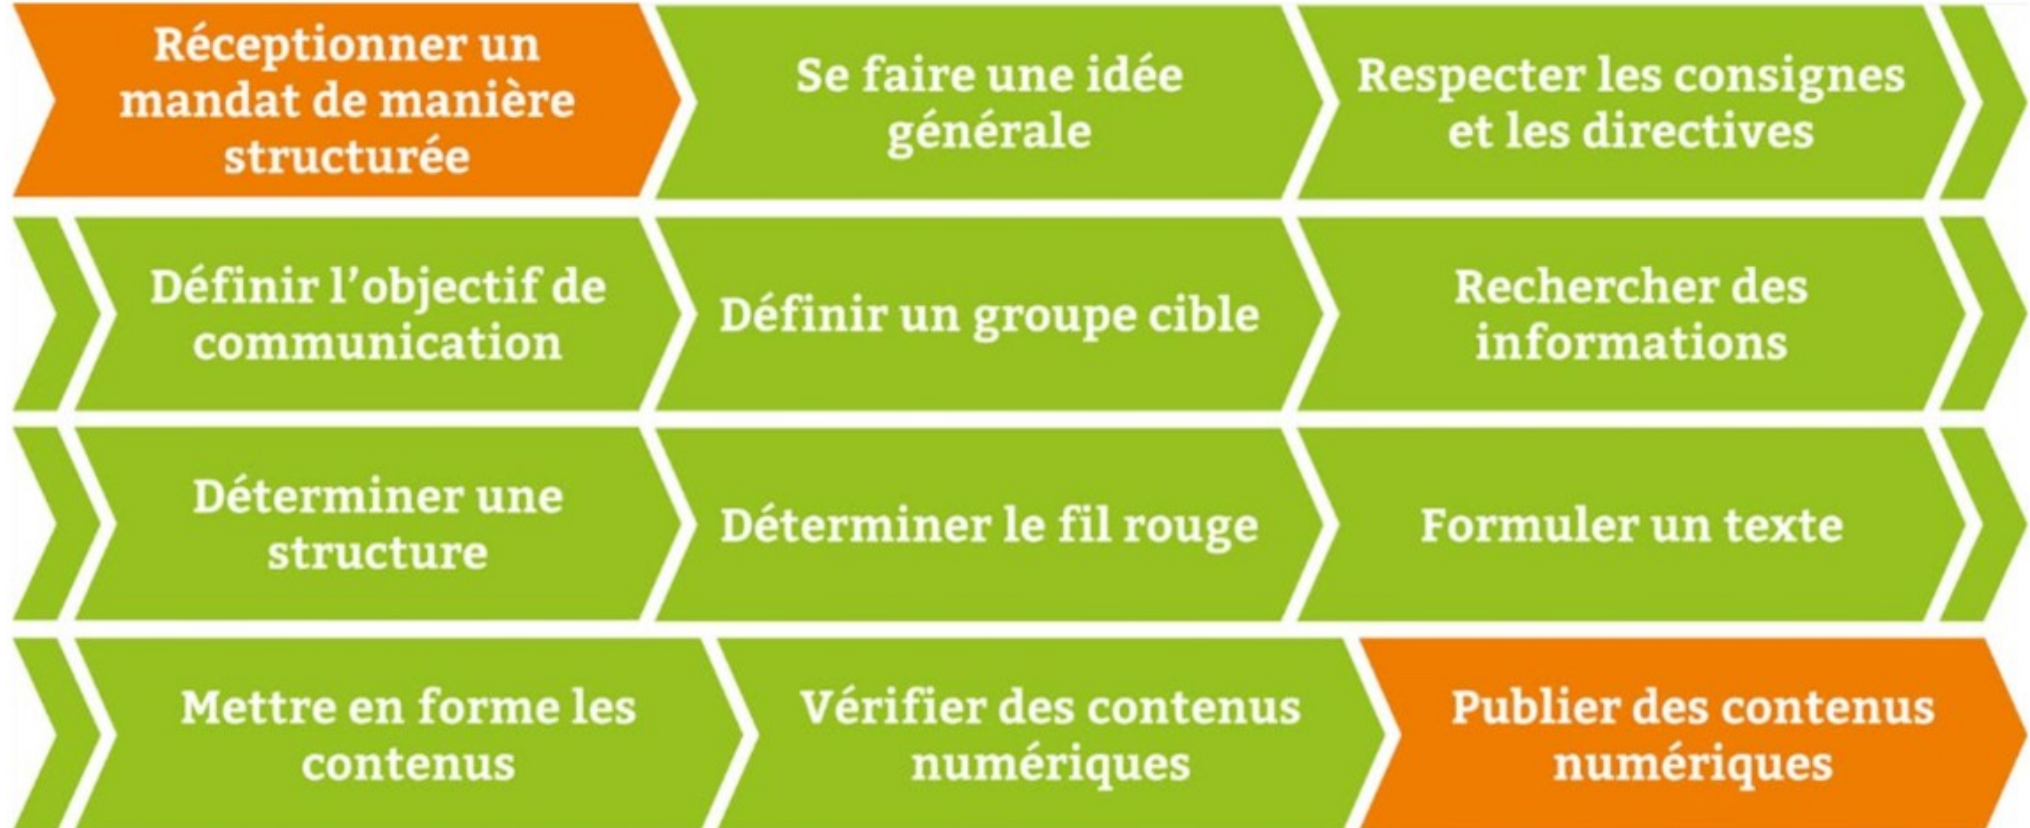 Réceptionner un
mandat de manière
structurée
Se faire une idée
générale
Respecter les consignes
et les directives
Définir l’objectif de
communication
Définir un groupe cible
Rechercher des
informations
Déterminer une
structure
Déterminer le fil rouge
Formuler un texte
Mettre en forme les
contenus
Vérifier des contenus
numériques
Publier des contenus
numériques